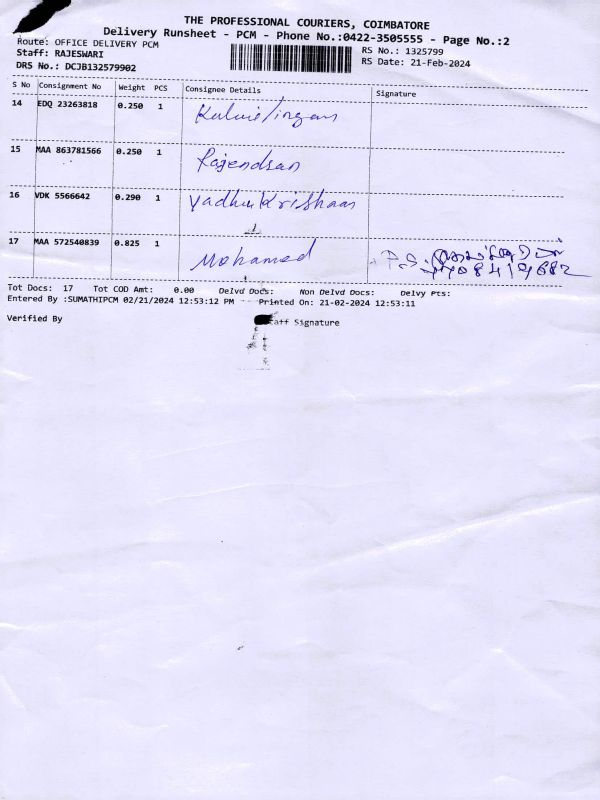 THE PROFESSIONAL COURIERS, COIMBATORE
Delivery Runsheet - PCM - Phone No.:0422-3505555 - Page No.:2
Route: OFFICE DELIVERY PCM
RS No.: 1325799
Staff: RAJESWARI
RS Date: 21-Feb-2024
DRS No.: DCJB132579902
S No Consignment No Weight PCS Consignee Details Signature
14 EDQ 23263818 0.250 1
15 MAA 863781566 0.250 1 Rajendran
16 VDK 5566642 0.290 1 Yadhu Krishnan
17 MAA 572540839 0.825 1 Mohamed
Tot Docs: 17 Tot COD Amt: 0.00 Delvd Docs: Non Delvd Docs: Delvy Pts:
Entered By :SUMATHIPCM 02/21/2024 12:53:12 PM Printed On: 21-02-2024 12:53:11
Verified By
Signature